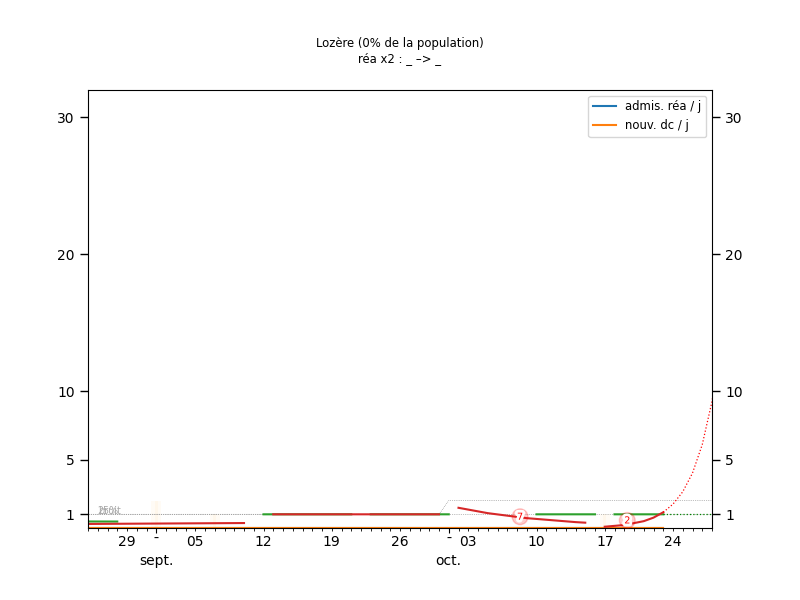 Lozère (0% de la population)
réa x2 : _ –> _
admis. réa / j
nouv. dc / j
30 30
20 20
10 10
5 5
1 1
7 2
29 - 05 12 19 26 - 03 10 17 24
sept. oct.